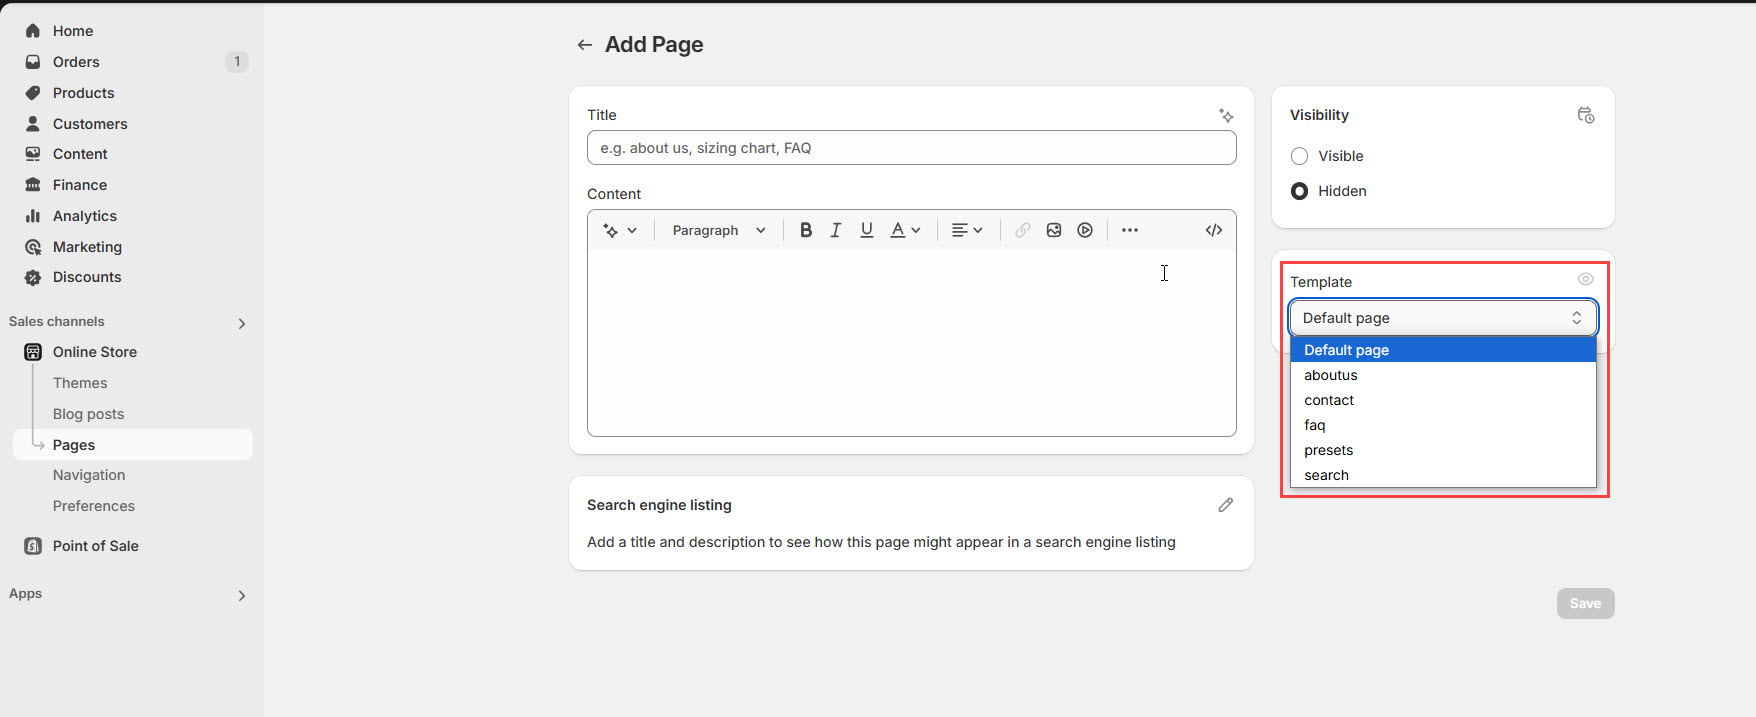 Home
Orders 1
Products
Customers
Content
Finance
Analytics
Marketing
Discounts
Sales channels
Online Store
Themes
Blog posts
Pages
Navigation
Preferences
Point of Sale
Apps
Add Page
Title
e.g. about us, sizing chart, FAQ
Content
Paragraph B I U A
Search engine listing
Add a title and description to see how this page might appear in a search engine listing
Visibility
Visible
Hidden
Template
Default page
Default page
aboutus
contact
faq
presets
search
Save